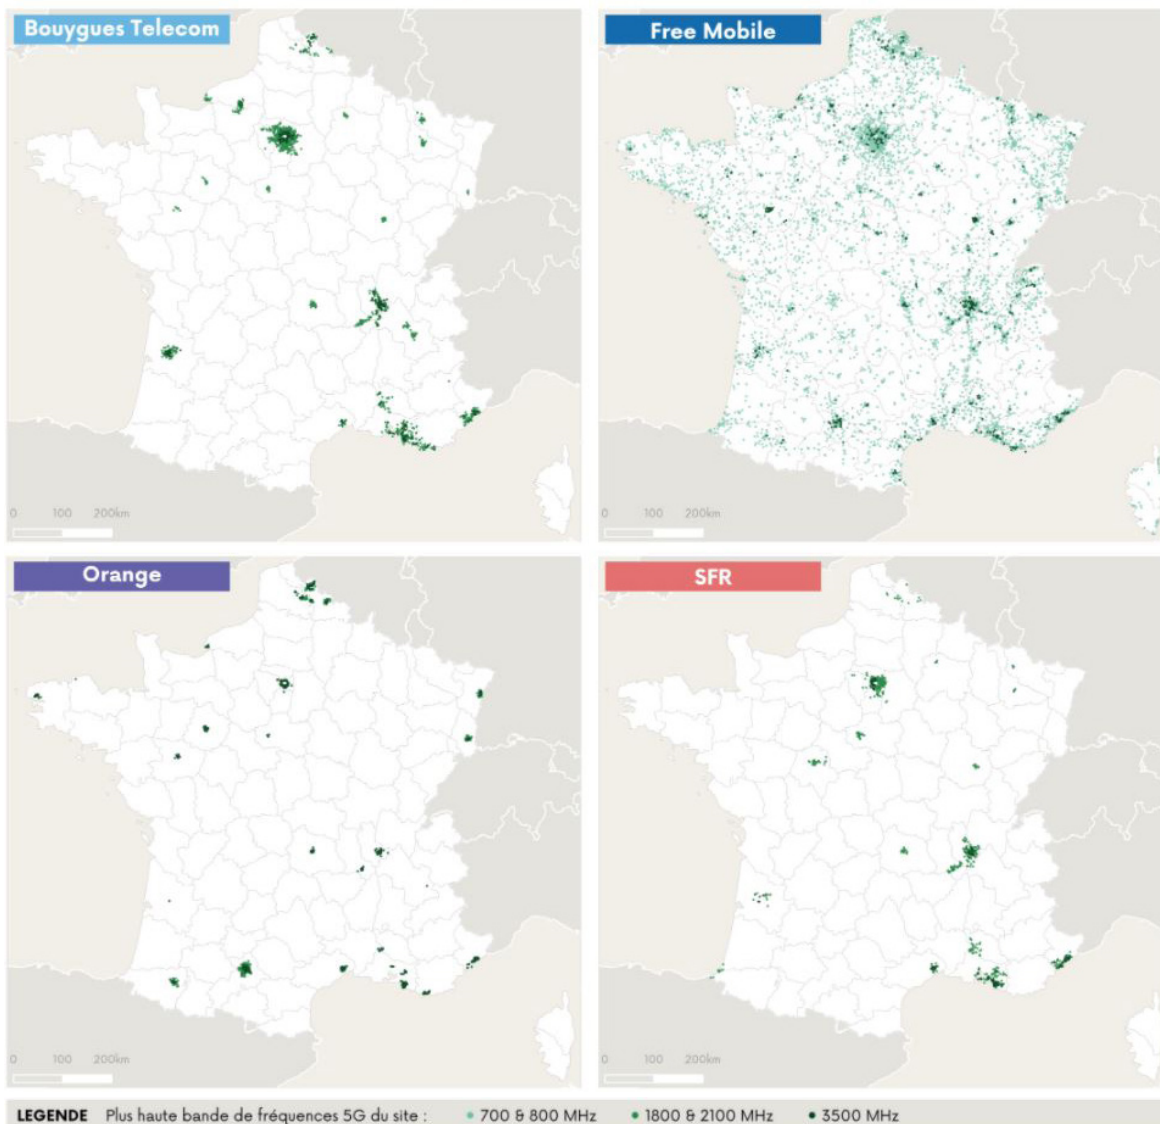 Bouygues Telecom
0 100 200km
Free Mobile
0 100 200km
Orange
0 100 200km
SFR
0 100 200km
LEGENDE Plus haute bande de fréquences 5G du site : 700 & 800 MHz 1800 & 2100 MHz 3500 MHz